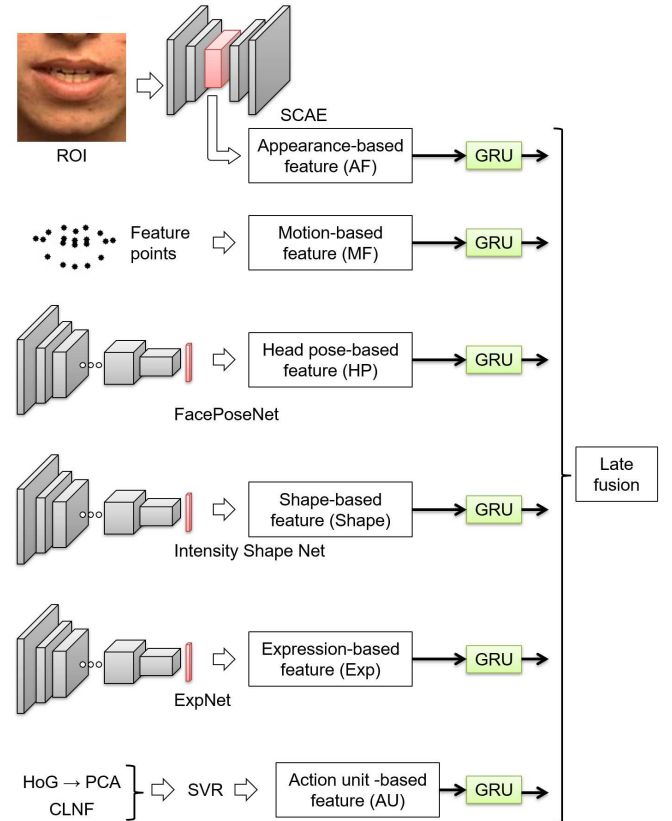 SCAE
ROI
Appearance-based
feature (AF)
GRU
Feature
points
Motion-based
feature (MF)
GRU
Head pose-based
feature (HP)
GRU
FacePoseNet
Late
fusion
Shape-based
feature (Shape)
GRU
Intensity Shape Net
Expression-based
feature (Exp)
GRU
ExpNet
HoG → PCA
CLNF
SVR
Action unit -based
feature (AU)
GRU